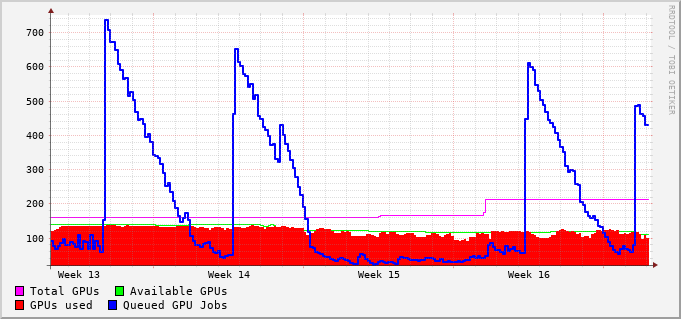 700
600
500
400
300
200
100
Week 13 Week 14 Week 15 Week 16
Total GPUs Available GPUs
GPUs used Queued GPU Jobs
RRDTOOL / TOBI OETIKER